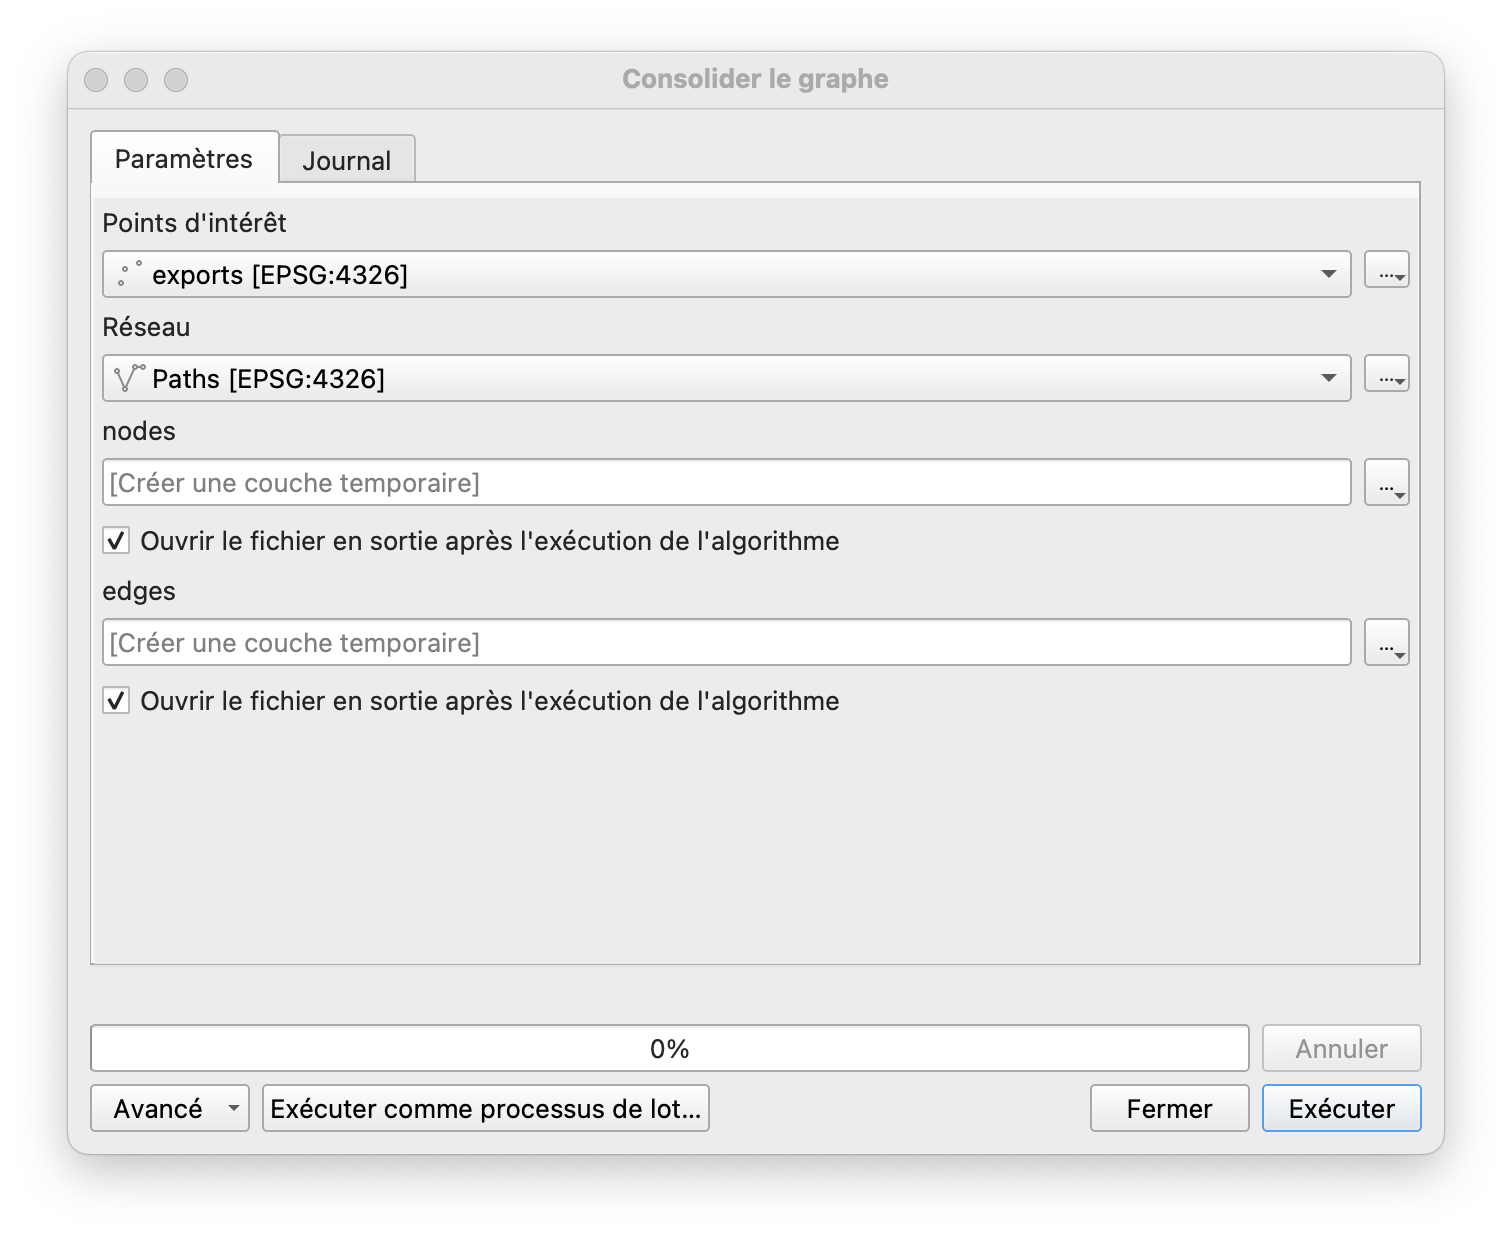 Consolider le graphe
Paramètres
Journal
Points d'intérêt
exports [EPSG:4326]
...
Réseau
Paths [EPSG:4326]
...
nodes
[Créer une couche temporaire]
...
Ouvrir le fichier en sortie après l'exécution de l'algorithme
edges
[Créer une couche temporaire]
...
Ouvrir le fichier en sortie après l'exécution de l'algorithme
0%
Annuler
Avancé
Exécuter comme processus de lot...
Fermer
Exécuter